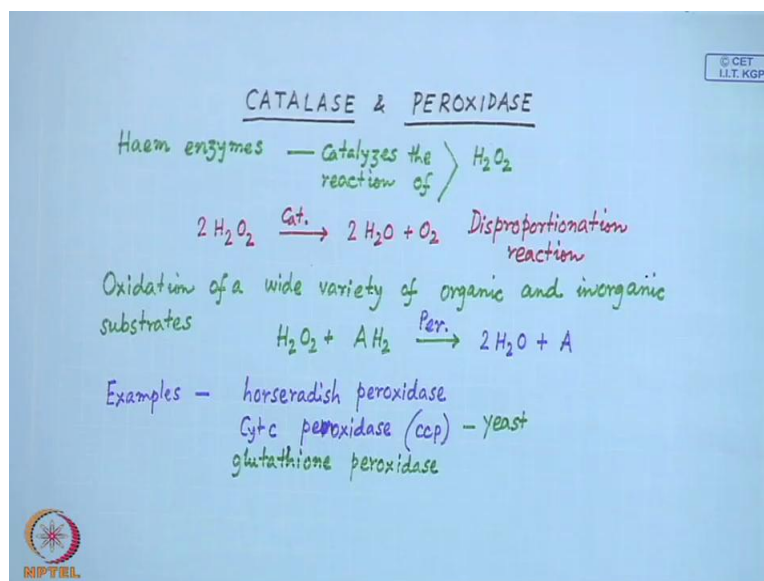 © CET
I.I.T. KGP
CATALASE & PEROXIDASE
Haem enzymes — Catalyzes the reaction of H₂O₂
2 H₂O₂ Cat. → 2 H₂O + O₂ Disproportionation reaction
Oxidation of a wide variety of organic and inorganic
substrates
H₂O₂ + AH₂ Per. → 2 H₂O + A
Examples – horseradish peroxidase
Cyt c peroxidase (ccp) – yeast
glutathione peroxidase
NPTEL